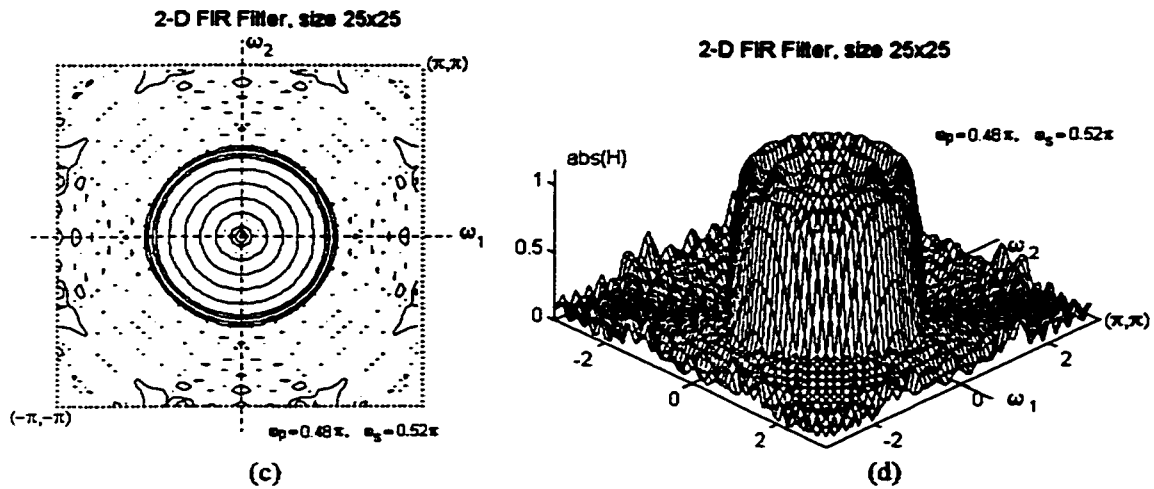 2-D FIR Filter, size 25x25
ω2
(π,π)
ω1
(-π,-π)
ωp=0.48π, ωs=0.52π
(c)
2-D FIR Filter, size 25x25
ωp=0.48π, ωs=0.52π
abs(H)
1
0.5
0
ω2
(π,π)
-2
0
2
2
0
-2
ω1
(d)